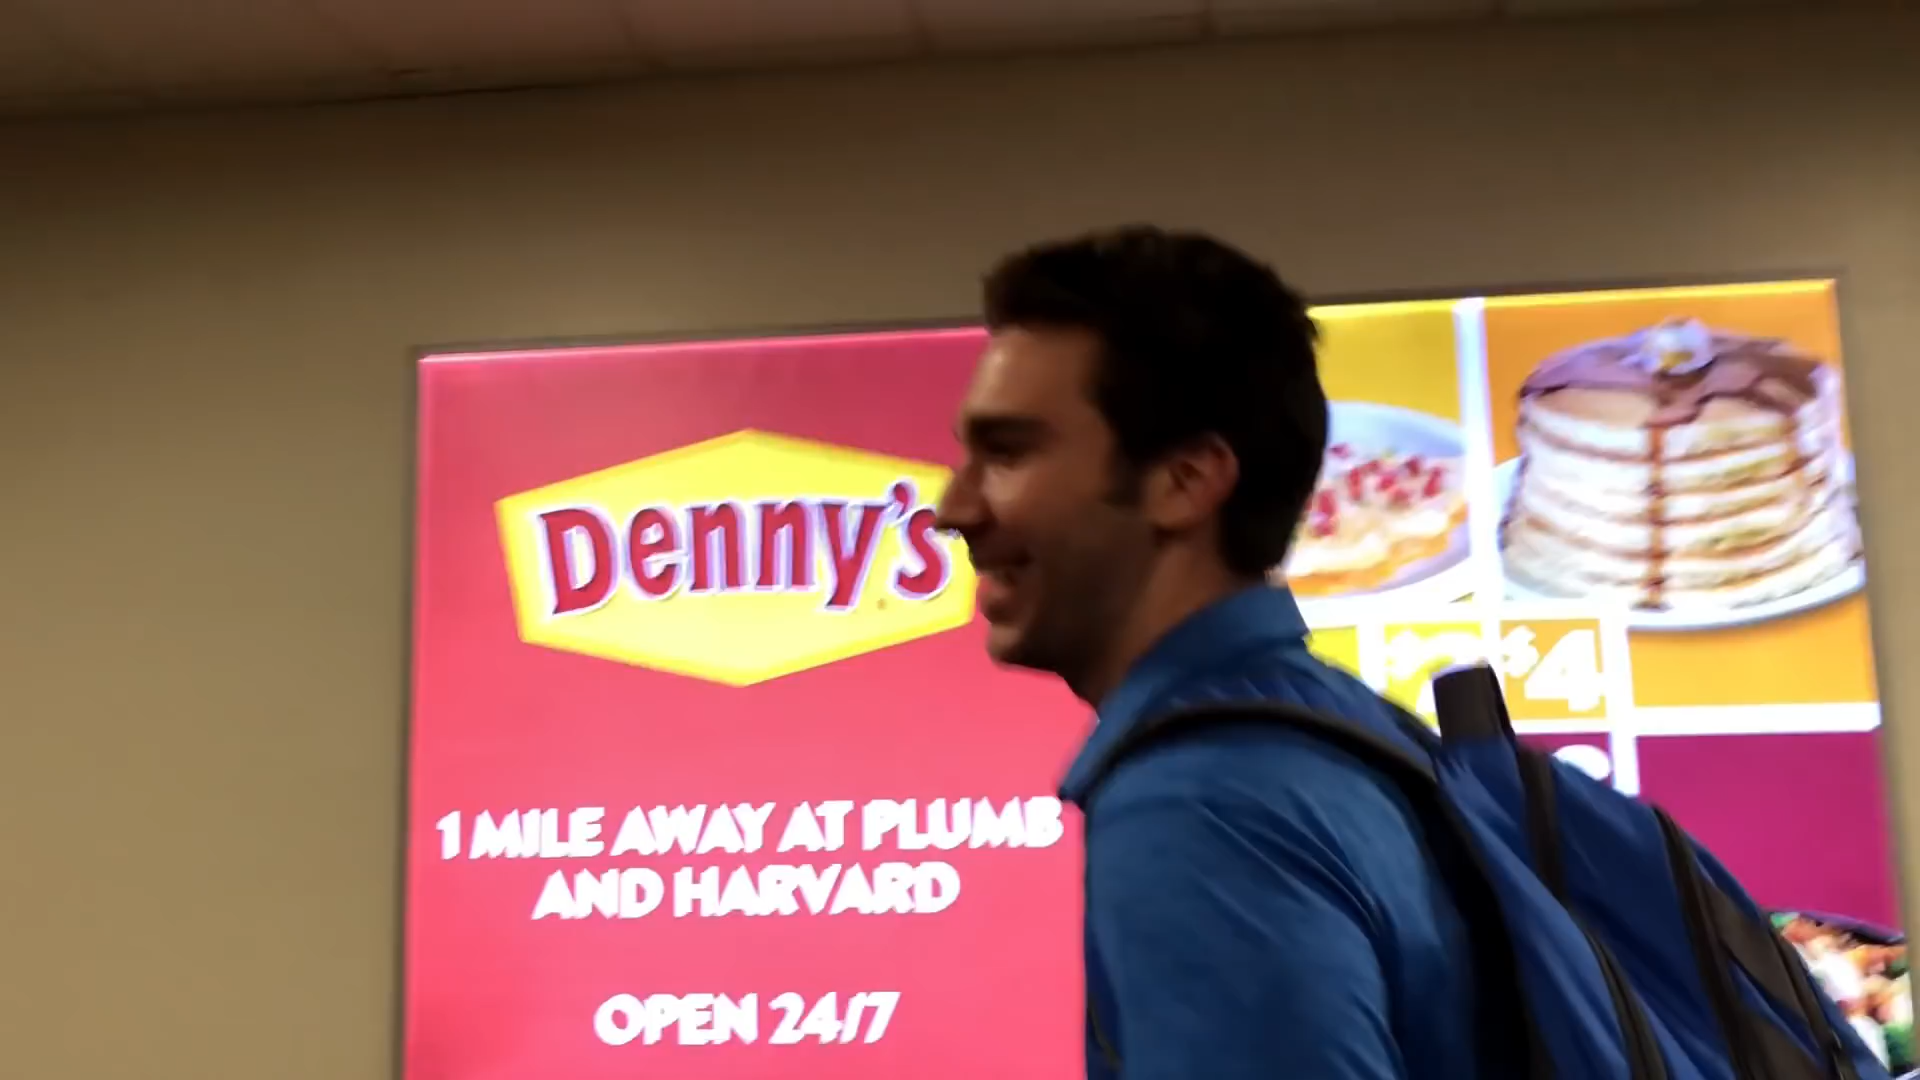 Denny's
1 MILE AWAY AT PLUMB
AND HARVARD
OPEN 24/7
$4